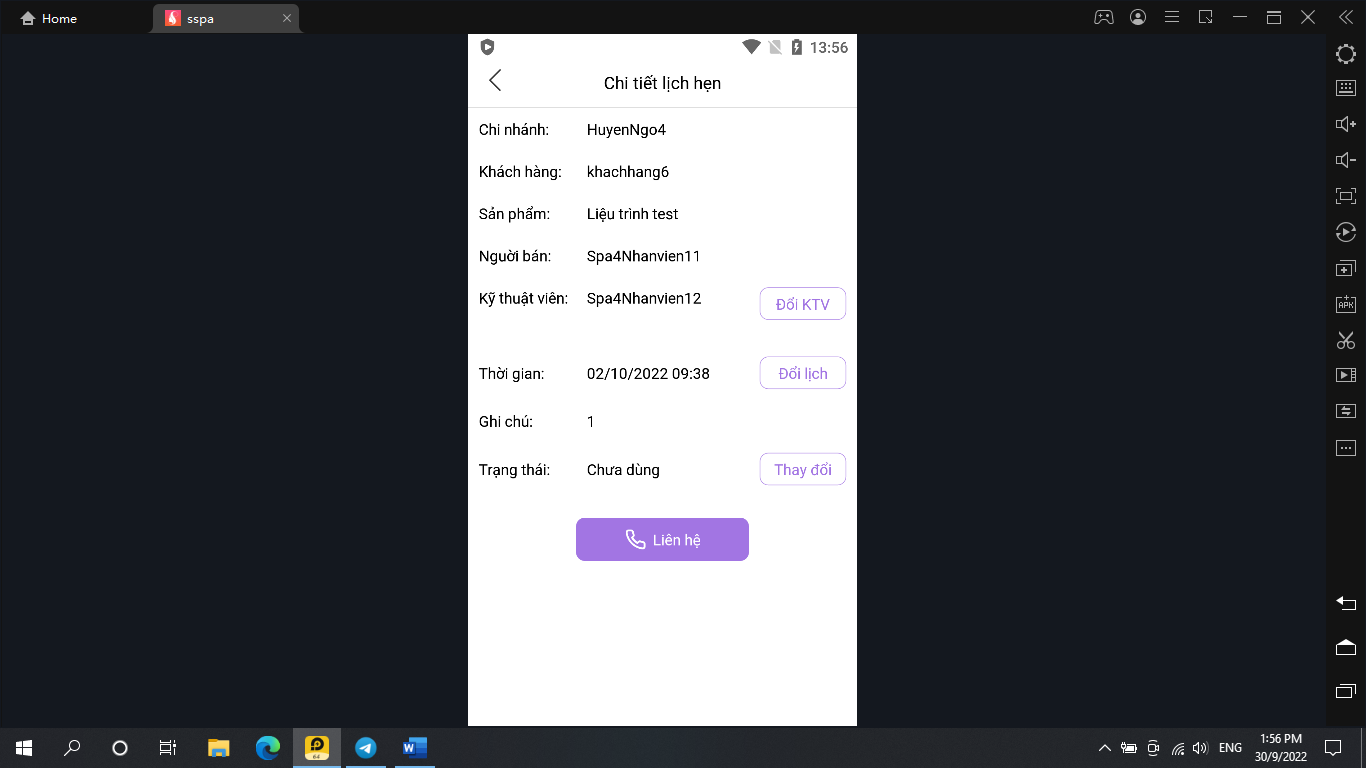 Home
sspa
13:56
Chi tiết lịch hẹn
Chi nhánh: HuyenNgo4
Khách hàng: khachhang6
Sản phẩm: Liệu trình test
Người bán: Spa4Nhanvien11
Kỹ thuật viên: Spa4Nhanvien12 Đổi KTV
Thời gian: 02/10/2022 09:38 Đổi lịch
Ghi chú: 1
Trạng thái: Chưa dùng Thay đổi
Liên hệ
APK
64
W
ENG
1:56 PM
30/9/2022